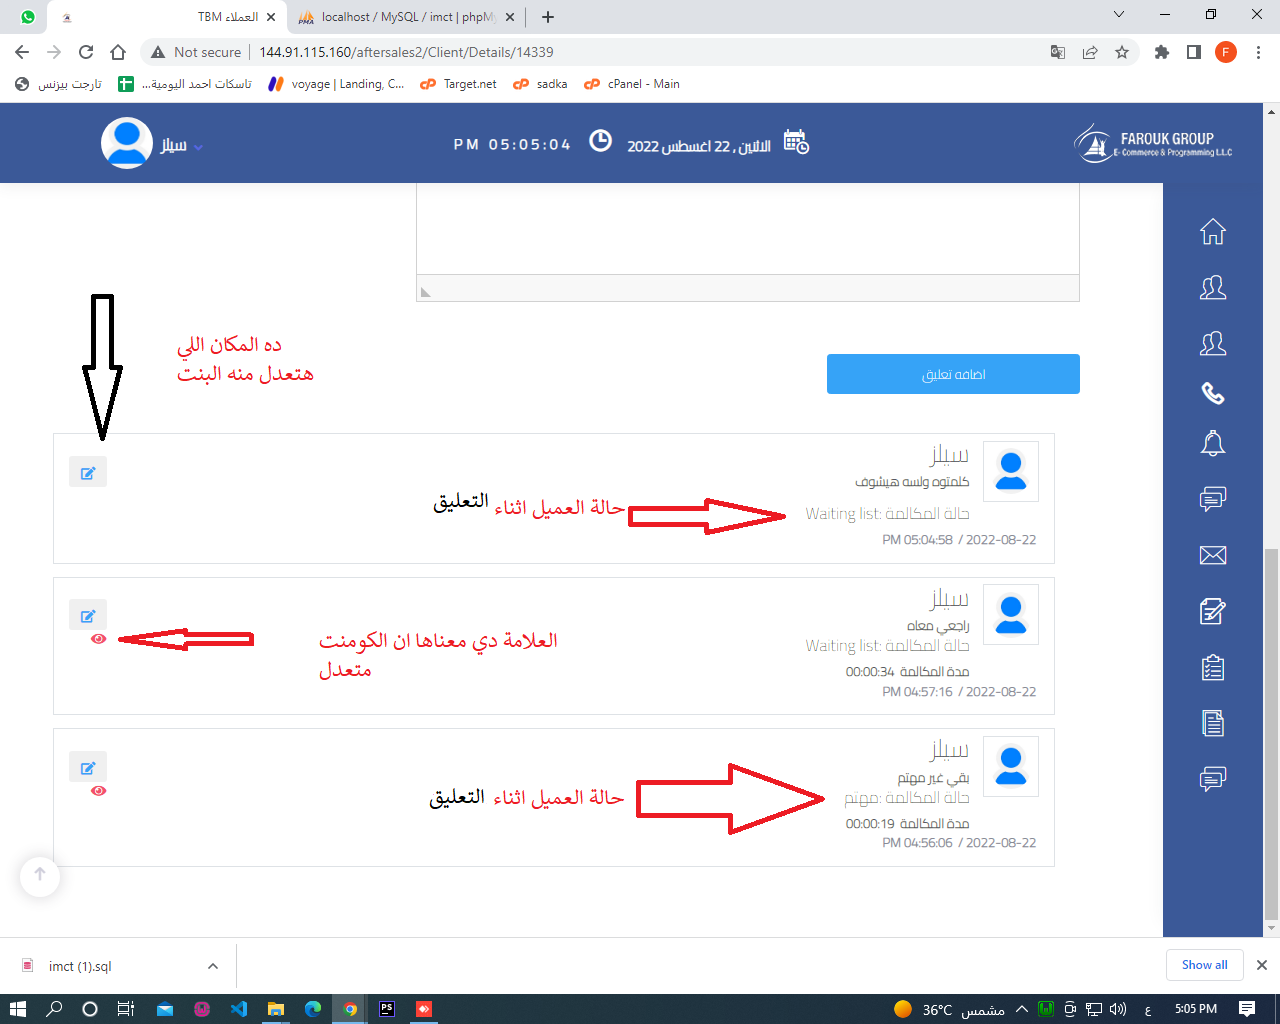 TBM العملاء
localhost / MySQL / imct | phpMy
Not secure
144.91.115.160/aftersales2/Client/Details/14339
F
تارجت بيزنس
تاسكات احمد اليومية...
voyage | Landing, C...
Target.net
sadka
cPanel - Main
سيلز
PM 05:05:04
الاثنين , 22 اغسطس 2022
FAROUK GROUP
E- Commerce & Programming L.L.C
ده المكان اللي
هتعدل منه البنت
اضافه تعليق
سيلز
كلمتوه ولسه هيشوف
حالة المكالمة :Waiting list
2022-08-22 / 05:04:58 PM
حالة العميل اثناء التعليق
سيلز
راجعي معاه
حالة المكالمة :Waiting list
مدة المكالمة 00:00:34
2022-08-22 / 04:57:16 PM
العلامة دي معناها ان الكومنت
متعدل
سيلز
بقي غير مهتم
حالة المكالمة :مهتم
مدة المكالمة 00:00:19
2022-08-22 / 04:56:06 PM
حالة العميل اثناء التعليق
imct (1).sql
Show all
PS
36°C مشمس
ع
5:05 PM